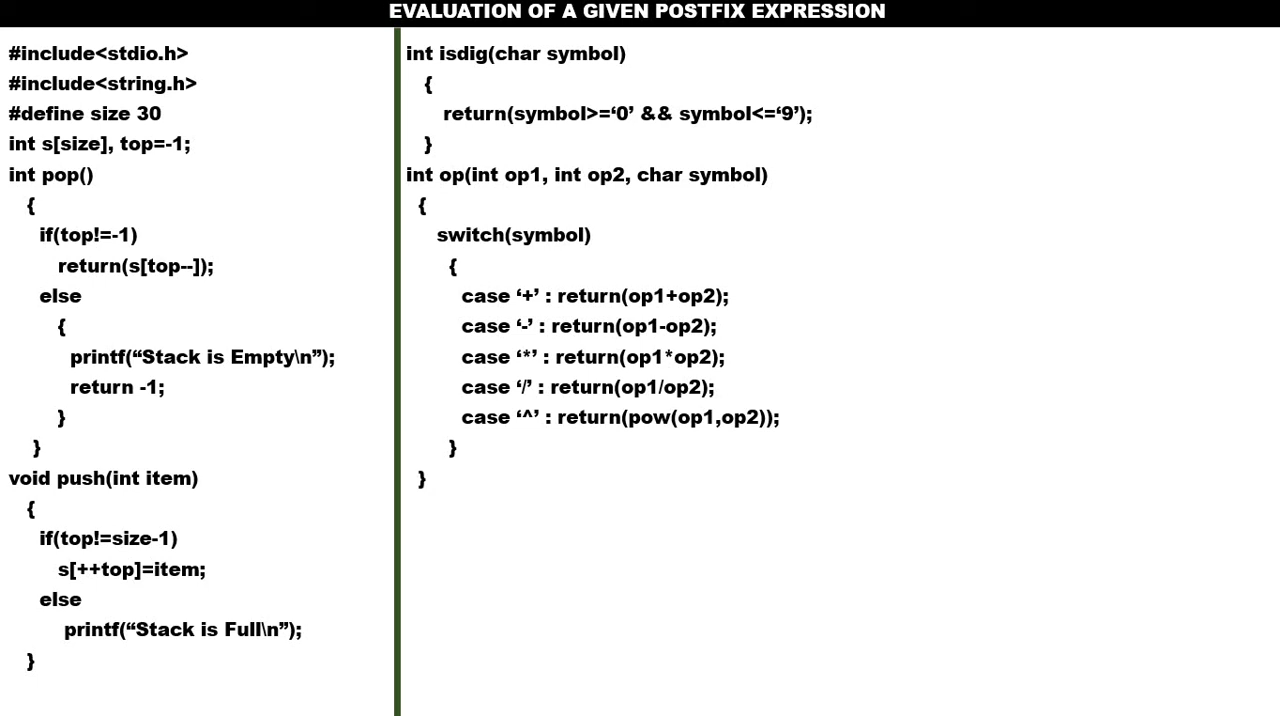 EVALUATION OF A GIVEN POSTFIX EXPRESSION
#include<stdio.h>
#include<string.h>
#define size 30
int s[size], top=-1;
int pop()
{
if(top!=-1)
return(s[top--]);
else
{
printf(“Stack is Empty\n”);
return -1;
}
}
void push(int item)
{
if(top!=size-1)
s[++top]=item;
else
printf(“Stack is Full\n”);
}
int isdig(char symbol)
{
return(symbol>=‘0’ && symbol<=‘9’);
}
int op(int op1, int op2, char symbol)
{
switch(symbol)
{
case ‘+’ : return(op1+op2);
case ‘-’ : return(op1-op2);
case ‘*’ : return(op1*op2);
case ‘/’ : return(op1/op2);
case ‘^’ : return(pow(op1,op2));
}
}